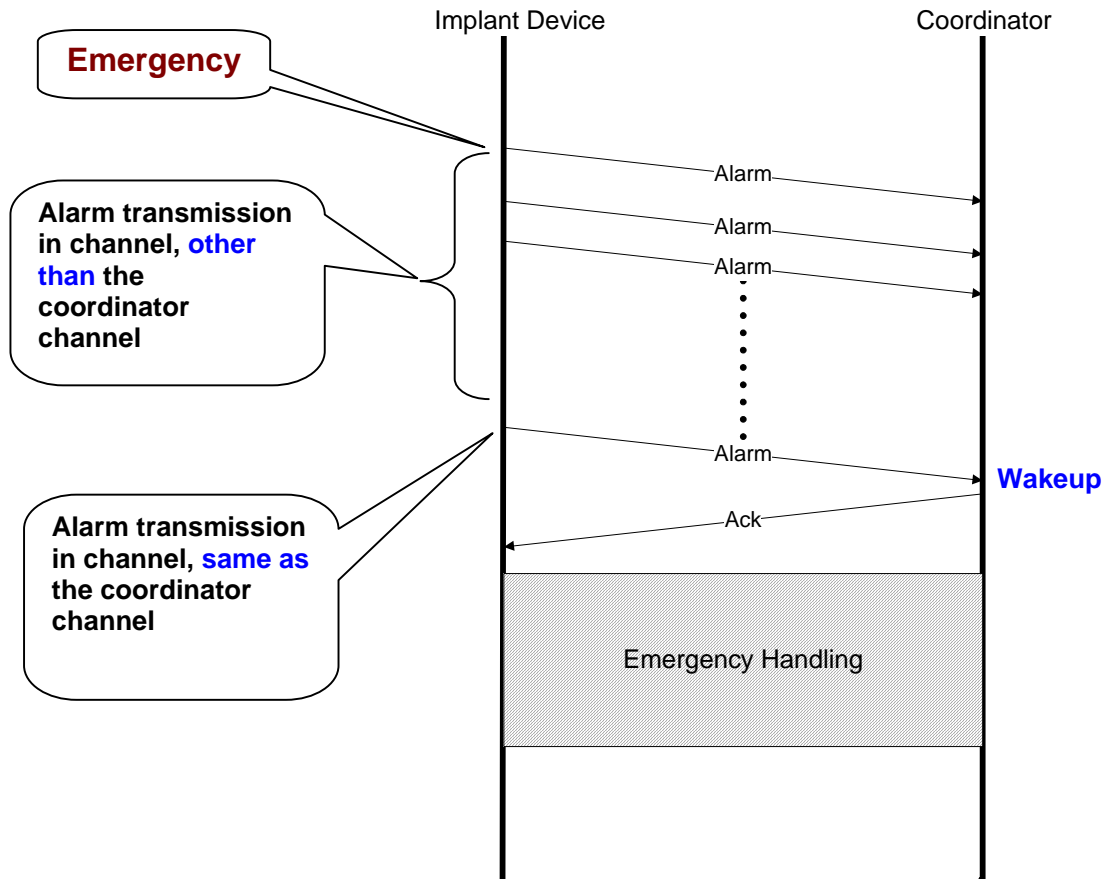 Implant Device
Coordinator
Emergency
Alarm
Alarm transmission
in channel, other
than the
coordinator
channel
Alarm
Alarm
Alarm
Wakeup
Alarm transmission
in channel, same as
the coordinator
channel
Ack
Emergency Handling